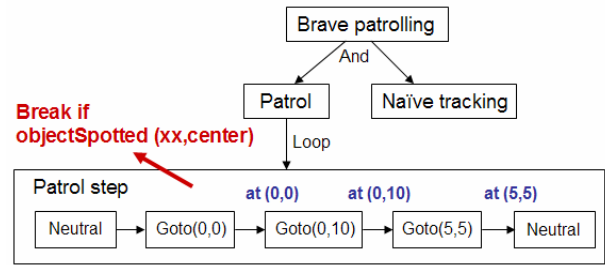 Brave patrolling
And
Patrol
Naïve tracking
Break if
objectSpotted (xx,center)
Loop
Patrol step
at (0,0)
at (0,10)
at (5,5)
Neutral
Goto(0,0)
Goto(0,10)
Goto(5,5)
Neutral